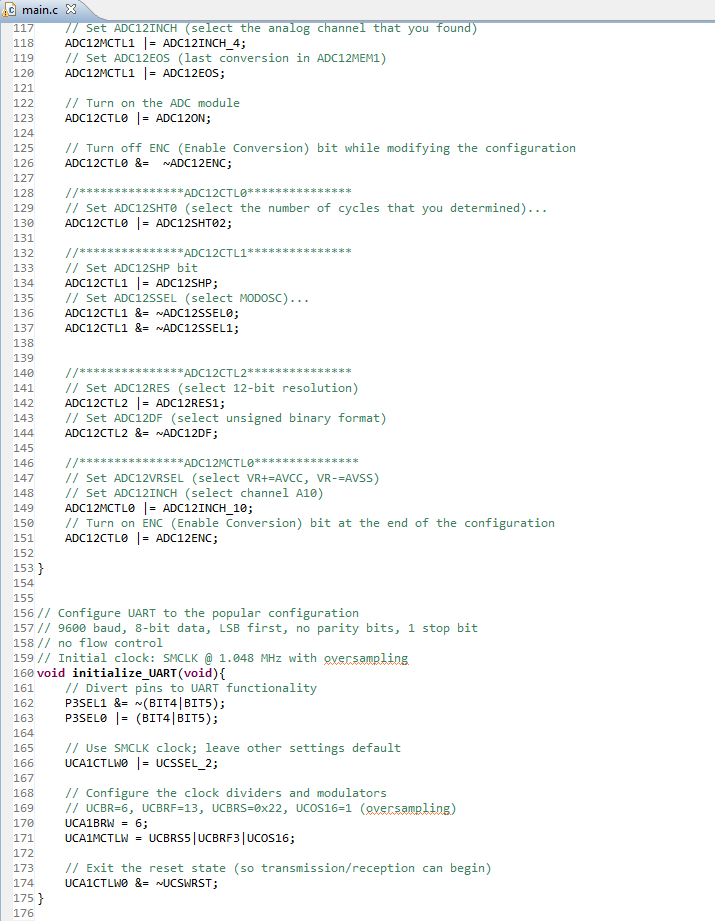 main.c
117 // Set ADC12INCH (select the analog channel that you found)
118 ADC12MCTL1 |= ADC12INCH_4;
119 // Set ADC12EOS (last conversion in ADC12MEM1)
120 ADC12MCTL1 |= ADC12EOS;
121
122 // Turn on the ADC module
123 ADC12CTL0 |= ADC12ON;
124
125 // Turn off ENC (Enable Conversion) bit while modifying the configuration
126 ADC12CTL0 &=  ~ADC12ENC;
127
128 //***************ADC12CTL0***************
129 // Set ADC12SHT0 (select the number of cycles that you determined)...
130 ADC12CTL0 |= ADC12SHT02;
131
132 //***************ADC12CTL1***************
133 // Set ADC12SHP bit
134 ADC12CTL1 |= ADC12SHP;
135 // Set ADC12SSEL (select MODOSC)...
136 ADC12CTL1 &= ~ADC12SSEL0;
137 ADC12CTL1 &= ~ADC12SSEL1;
138
139
140 //***************ADC12CTL2***************
141 // Set ADC12RES (select 12-bit resolution)
142 ADC12CTL2 |= ADC12RES1;
143 // Set ADC12DF (select unsigned binary format)
144 ADC12CTL2 &= ~ADC12DF;
145
146 //***************ADC12MCTL0***************
147 // Set ADC12VRSEL (select VR+=AVCC, VR-=AVSS)
148 // Set ADC12INCH (select channel A10)
149 ADC12MCTL0 |= ADC12INCH_10;
150 // Turn on ENC (Enable Conversion) bit at the end of the configuration
151 ADC12CTL0 |= ADC12ENC;
152
153 }
154
155
156 // Configure UART to the popular configuration
157 // 9600 baud, 8-bit data, LSB first, no parity bits, 1 stop bit
158 // no flow control
159 // Initial clock: SMCLK @ 1.048 MHz with oversampling
160 void initialize_UART(void){
161 // Divert pins to UART functionality
162 P3SEL1 &= ~(BIT4|BIT5);
163 P3SEL0 |= (BIT4|BIT5);
164
165 // Use SMCLK clock; leave other settings default
166 UCA1CTLW0 |= UCSSEL_2;
167
168 // Configure the clock dividers and modulators
169 // UCBR=6, UCBRF=13, UCBRS=0x22, UCOS16=1 (oversampling)
170 UCA1BRW = 6;
171 UCA1MCTLW = UCBRS5|UCBRF3|UCOS16;
172
173 // Exit the reset state (so transmission/reception can begin)
174 UCA1CTLW0 &= ~UCSWRST;
175 }
176